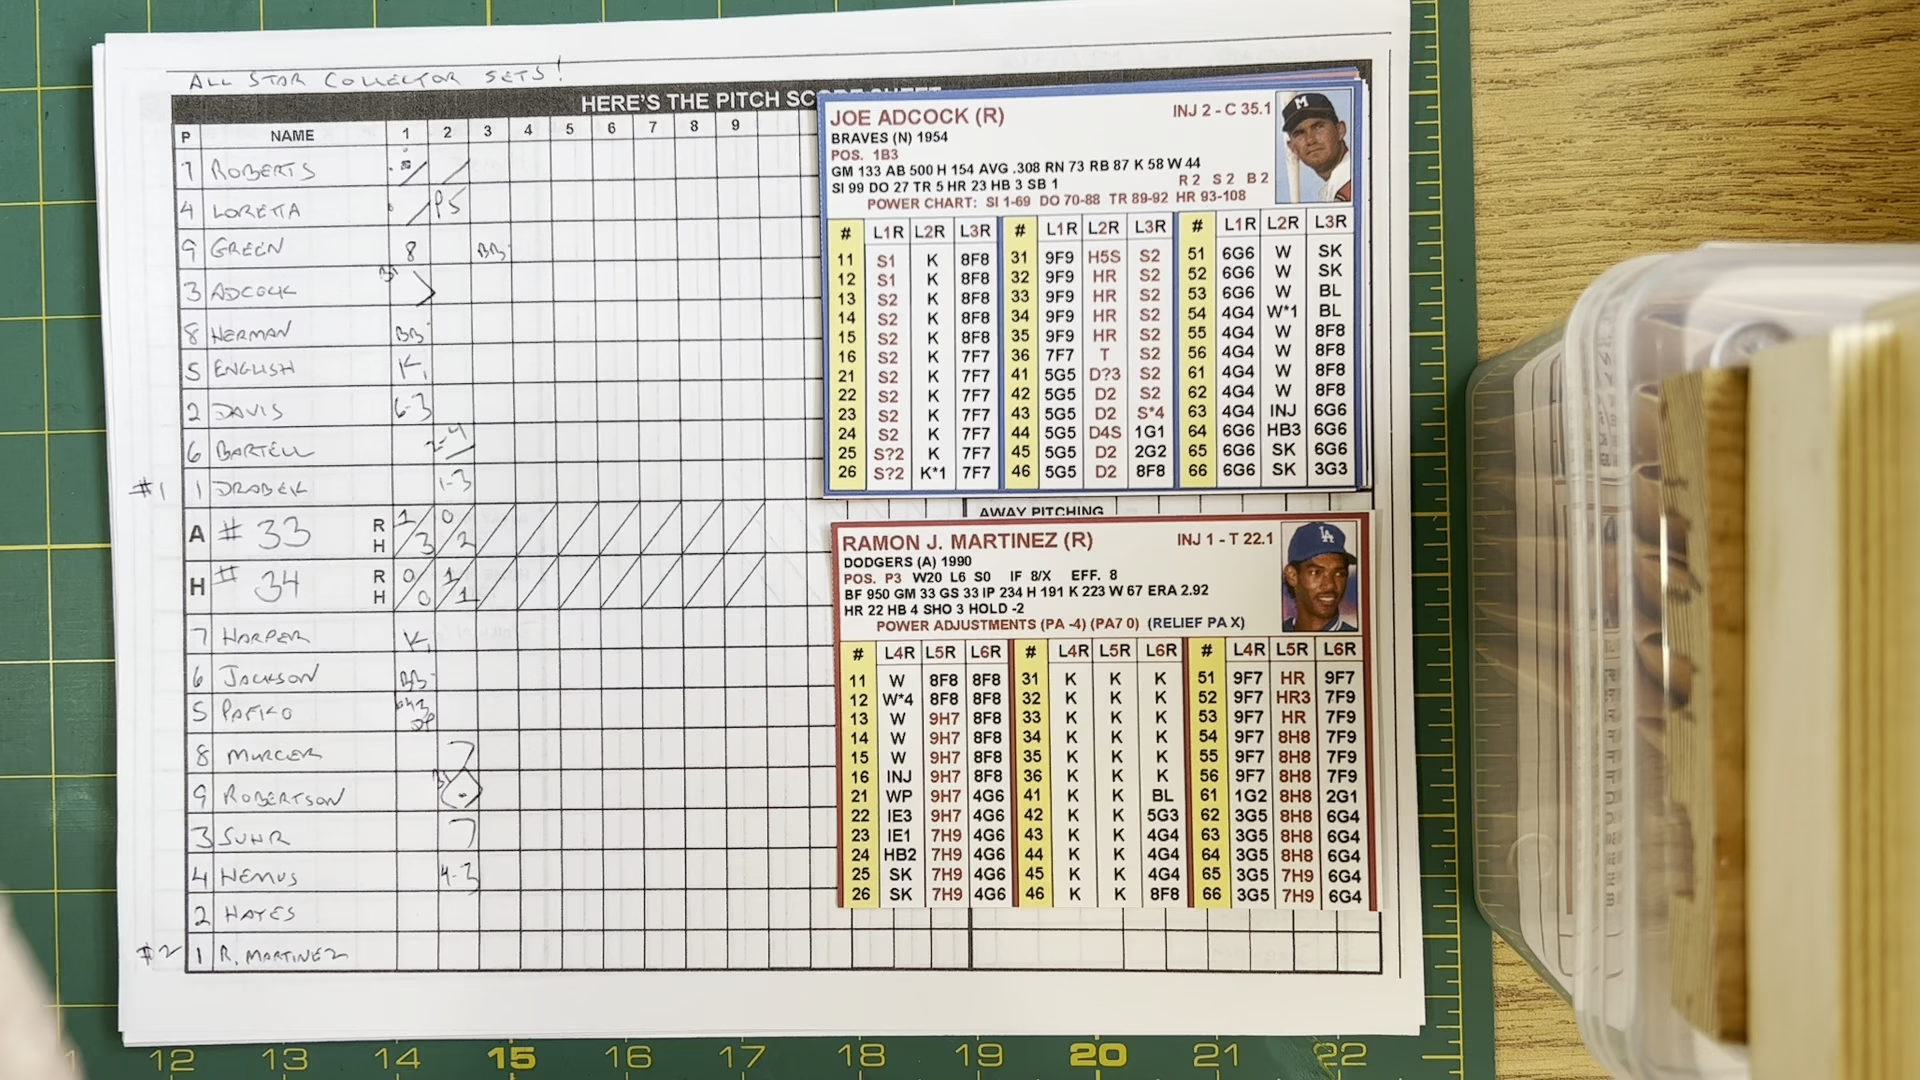 ALL STAR COLLECTOR SETS!
HERE'S THE PITCH SCORE SHEET
P NAME 1 2 3 4 5 6 7 8 9
7 ROBERTS
4 LORETTA P5
9 GREEN 8 BB
3 ADCOCK
8 HERMAN BB
5 ENGLISH K
2 DAVIS 6-3
6 BARTELL
#1 1 DRABEK 1-3
A #33 R H 1/3 0/2
H #34 R H 0/0 1/1
7 HARPER K
6 JACKSON BB
5 PAFKO 643 DP
8 MURCER 7
9 ROBERTSON
3 SUHR 7
4 HEMUS 4-3
2 HAYES
#2 1 R. MARTINEZ
JOE ADCOCK (R) INJ 2 - C 35.1
BRAVES (N) 1954
POS. 1B3
GM 133 AB 500 H 154 AVG .308 RN 73 RB 87 K 58 W 44
SI 99 DO 27 TR 5 HR 23 HB 3 SB 1 R 2 S 2 B 2
POWER CHART: SI 1-69 DO 70-88 TR 89-92 HR 93-108
# L1R L2R L3R # L1R L2R L3R # L1R L2R L3R
11 S1 K 8F8 31 9F9 H5S S2 51 6G6 W SK
12 S1 K 8F8 32 9F9 HR S2 52 6G6 W SK
13 S2 K 8F8 33 9F9 HR S2 53 6G6 W BL
14 S2 K 8F8 34 9F9 HR S2 54 4G4 W*1 BL
15 S2 K 8F8 35 9F9 HR S2 55 4G4 W 8F8
16 S2 K 7F7 36 7F7 T S2 56 4G4 W 8F8
21 S2 K 7F7 41 5G5 D?3 S2 61 4G4 W 8F8
22 S2 K 7F7 42 5G5 D2 S2 62 4G4 W 8F8
23 S2 K 7F7 43 5G5 D2 S*4 63 4G4 INJ 6G6
24 S2 K 7F7 44 5G5 D4S 1G1 64 6G6 HB3 6G6
25 S?2 K 7F7 45 5G5 D2 2G2 65 6G6 SK 6G6
26 S?2 K*1 7F7 46 5G5 D2 8F8 66 6G6 SK 3G3
AWAY PITCHING
RAMON J. MARTINEZ (R) INJ 1 - T 22.1
DODGERS (A) 1990
POS. P3 W20 L6 S0 IF 8/X EFF. 8
BF 950 GM 33 GS 33 IP 234 H 191 K 223 W 67 ERA 2.92
HR 22 HB 4 SHO 3 HOLD -2
POWER ADJUSTMENTS (PA -4) (PA7 0) (RELIEF PA X)
# L4R L5R L6R # L4R L5R L6R # L4R L5R L6R
11 W 8F8 8F8 31 K K K 51 9F7 HR 9F7
12 W*4 8F8 8F8 32 K K K 52 9F7 HR3 7F9
13 W 9H7 8F8 33 K K K 53 9F7 HR 7F9
14 W 9H7 8F8 34 K K K 54 9F7 8H8 7F9
15 W 9H7 8F8 35 K K K 55 9F7 8H8 7F9
16 INJ 9H7 8F8 36 K K K 56 9F7 8H8 7F9
21 WP 9H7 4G6 41 K K BL 61 1G2 8H8 2G1
22 IE3 9H7 4G6 42 K K 5G3 62 3G5 8H8 6G4
23 IE1 7H9 4G6 43 K K 4G4 63 3G5 8H8 6G4
24 HB2 7H9 4G6 44 K K 4G4 64 3G5 8H8 6G4
25 SK 7H9 4G6 45 K K 4G4 65 3G5 7H9 6G4
26 SK 7H9 4G6 46 K K 8F8 66 3G5 7H9 6G4
12 13 14 15 16 17 18 19 20 21 22